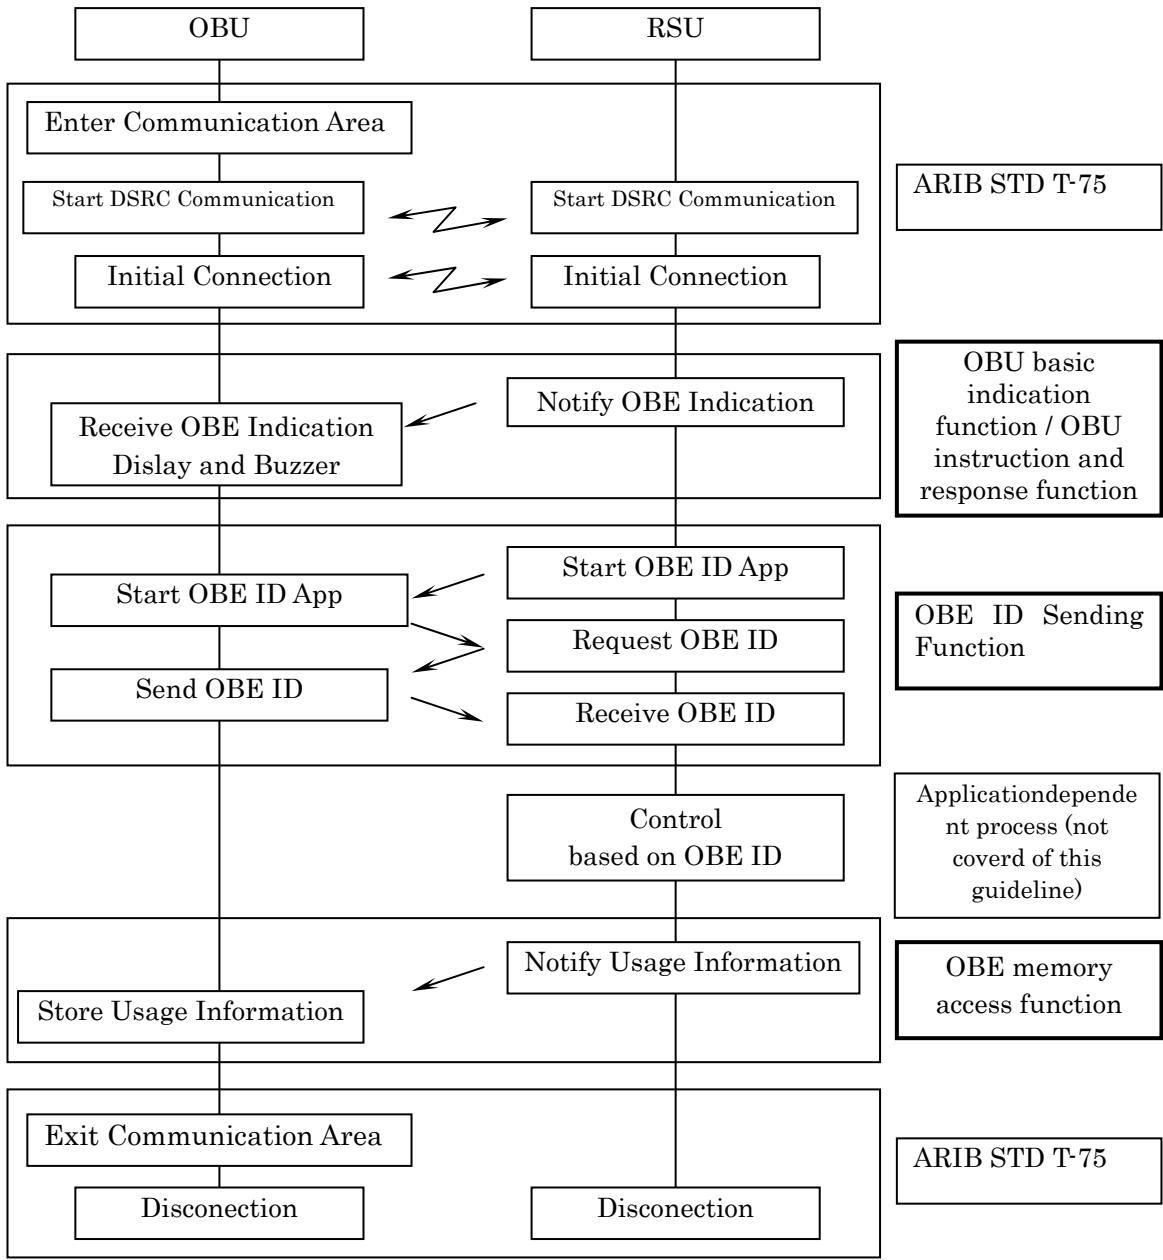 OBU
RSU
Enter Communication Area
Start DSRC Communication
Start DSRC Communication
ARIB STD T-75
Initial Connection
Initial Connection
Notify OBE Indication
Receive OBE Indication
Dislay and Buzzer
OBU basic
indication
function / OBU
instruction and
response function
Start OBE ID App
Start OBE ID App
Request OBE ID
Send OBE ID
Receive OBE ID
OBE ID Sending
Function
Control
based on OBE ID
Applicationdepende
nt process (not
coverd of this
guideline)
Notify Usage Information
Store Usage Information
OBE memory
access function
Exit Communication Area
ARIB STD T-75
Disconection
Disconection